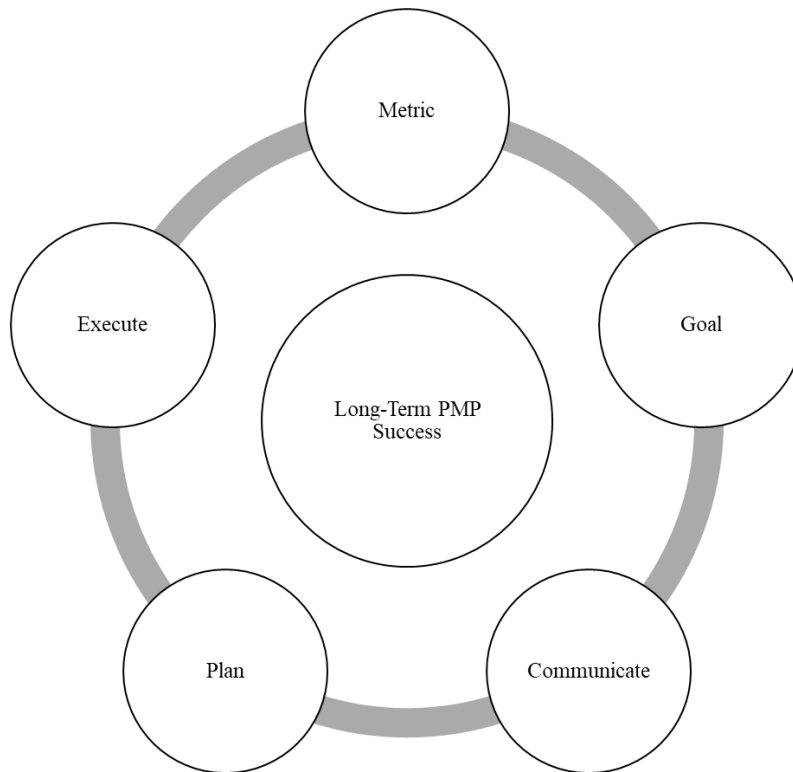 Metric
Execute
Goal
Long-Term PMP
Success
Plan
Communicate